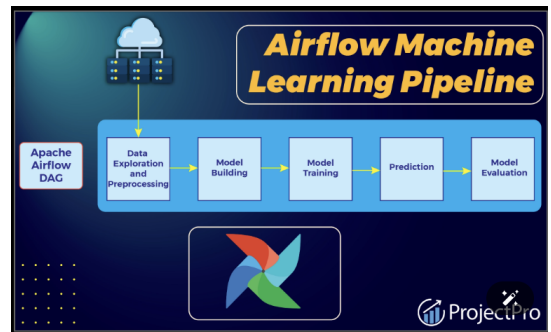 Airflow Machine
Learning Pipeline
Apache
Airflow
DAG
Data
Exploration
and
Preprocessing
Model
Building
Model
Training
Prediction
Model
Evaluation
ProjectPro